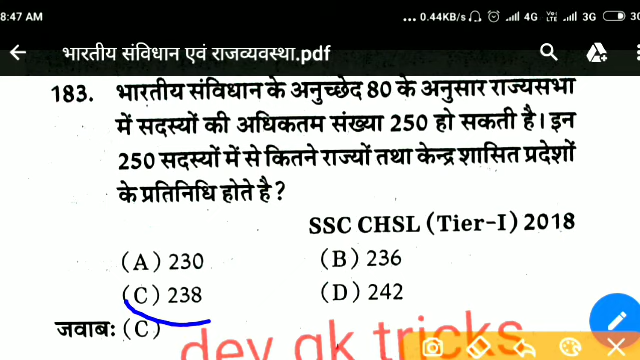 8:47 AM ... 0.44KB/s 4G Vo LTE 3G
भारतीय संविधान एवं राजव्यवस्था.pdf
183. भारतीय संविधान के अनुच्छेद 80 के अनुसार राज्यसभा
में सदस्यों की अधिकतम संख्या 250 हो सकती है। इन
250 सदस्यों में से कितने राज्यों तथा केन्द्र शासित प्रदेशों
के प्रतिनिधि होते है?
SSC CHSL (Tier-I) 2018
(A) 230 (B) 236
(C) 238 (D) 242
जवाबः (C)
dev gk tricks